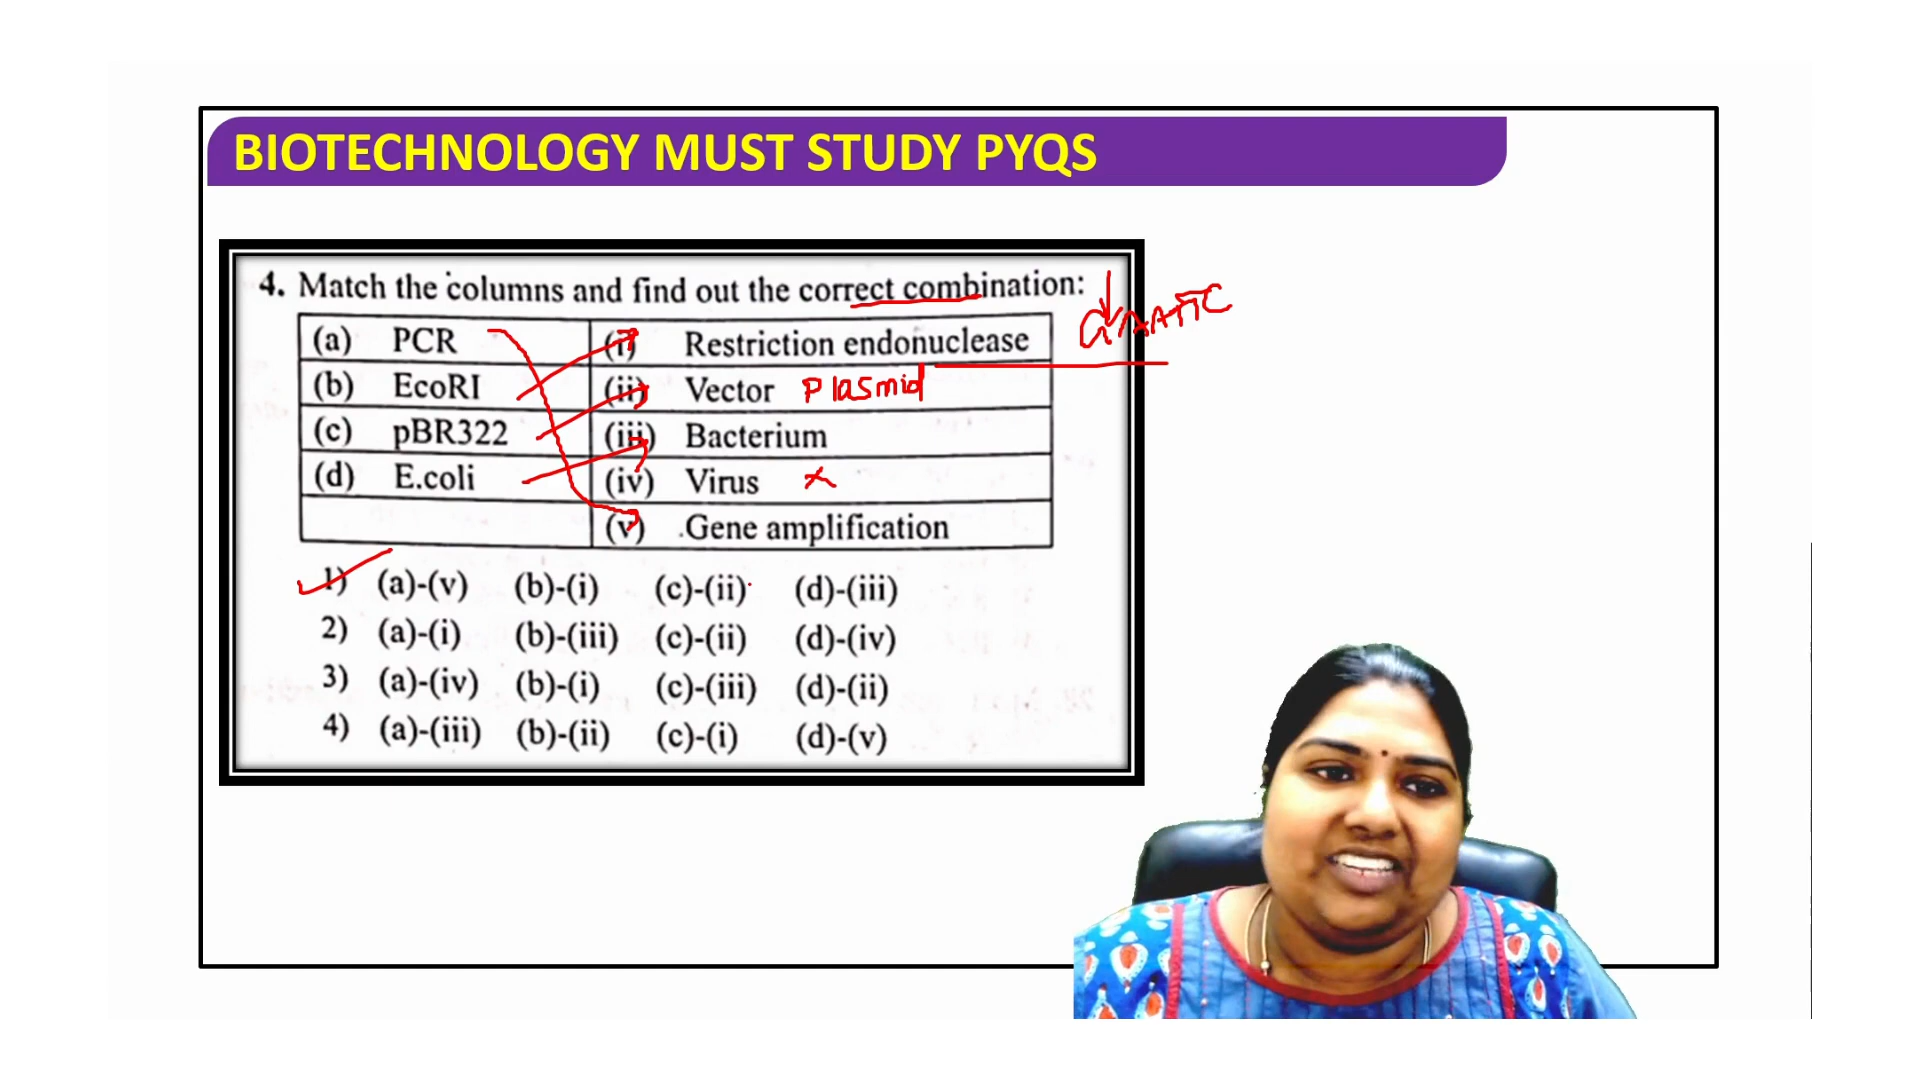 BIOTECHNOLOGY MUST STUDY PYQS
4. Match the columns and find out the correct combination:
(a) PCR (i) Restriction endonuclease
(b) EcoRI (ii) Vector Plasmid
(c) pBR322 (iii) Bacterium
(d) E.coli (iv) Virus
(v) Gene amplification
1) (a)-(v) (b)-(i) (c)-(ii) (d)-(iii)
2) (a)-(i) (b)-(iii) (c)-(ii) (d)-(iv)
3) (a)-(iv) (b)-(i) (c)-(iii) (d)-(ii)
4) (a)-(iii) (b)-(ii) (c)-(i) (d)-(v)